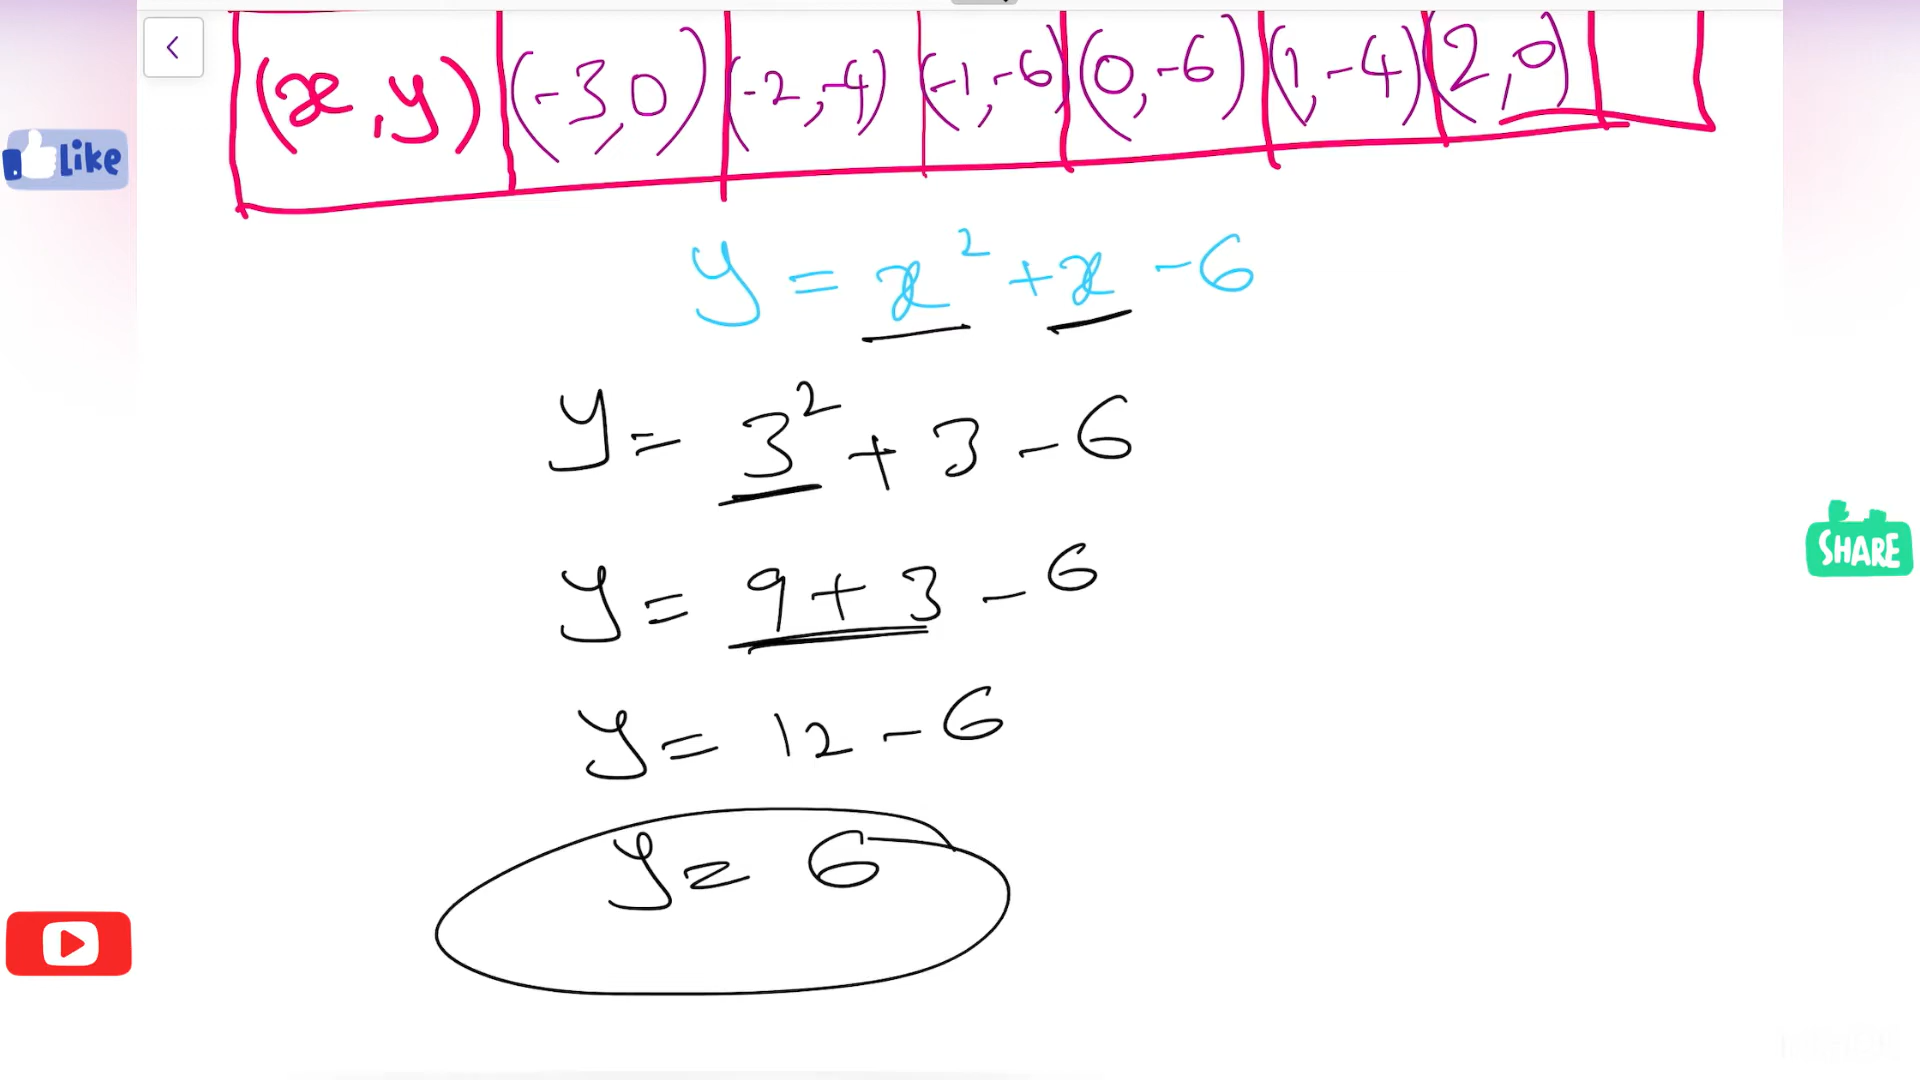 (x,y) (-3,0) (-2,-4) (-1,-6) (0,-6) (1,-4) (2,0)
Like
y = x² + x - 6
y = 3² + 3 - 6
SHARE
y = 9 + 3 - 6
y = 12 - 6
y = 6